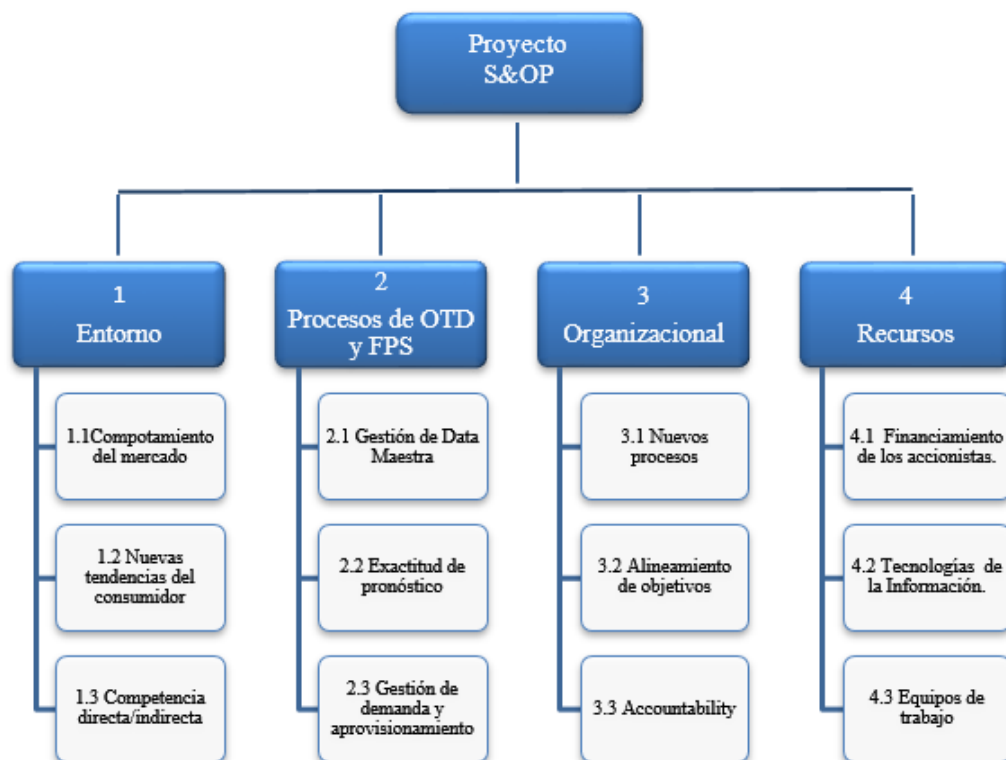 Proyecto
S&OP
1
Entorno
1.1Compotamiento
del mercado
1.2 Nuevas
tendencias del
consumidor
1.3 Competencia
directa/indirecta
2
Procesos de OTD
y FPS
2.1 Gestión de Data
Maestra
2.2 Exactitud de
pronóstico
2.3 Gestión de
demanda y
aprovisionamiento
3
Organizacional
3.1 Nuevos
procesos
3.2 Alineamiento
de objetivos
3.3 Accountability
4
Recursos
4.1 Financiamiento
de los accionistas.
4.2 Tecnologías de
la Información.
4.3 Equipos de
trabajo